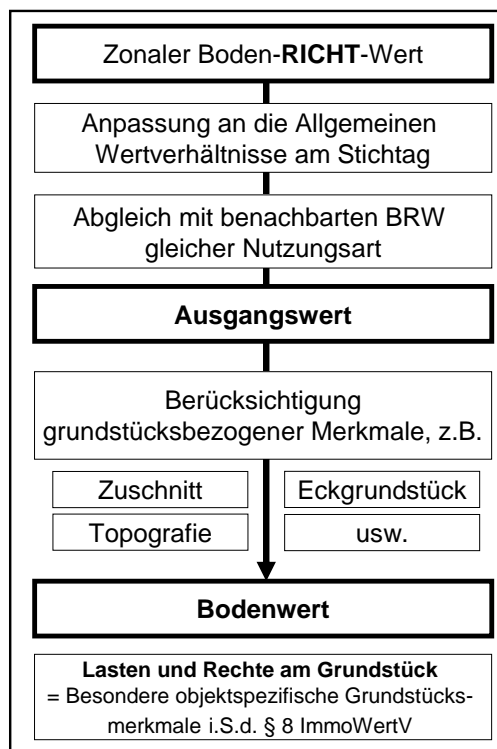 Zonaler Boden-RICHT-Wert
Anpassung an die Allgemeinen
Wertverhältnisse am Stichtag
Abgleich mit benachbarten BRW
gleicher Nutzungsart
Ausgangswert
Berücksichtigung
grundstücksbezogener Merkmale, z.B.
Zuschnitt
Eckgrundstück
Topografie
usw.
Bodenwert
Lasten und Rechte am Grundstück
= Besondere objektspezifische Grundstücks-
merkmale i.S.d. § 8 ImmoWertV